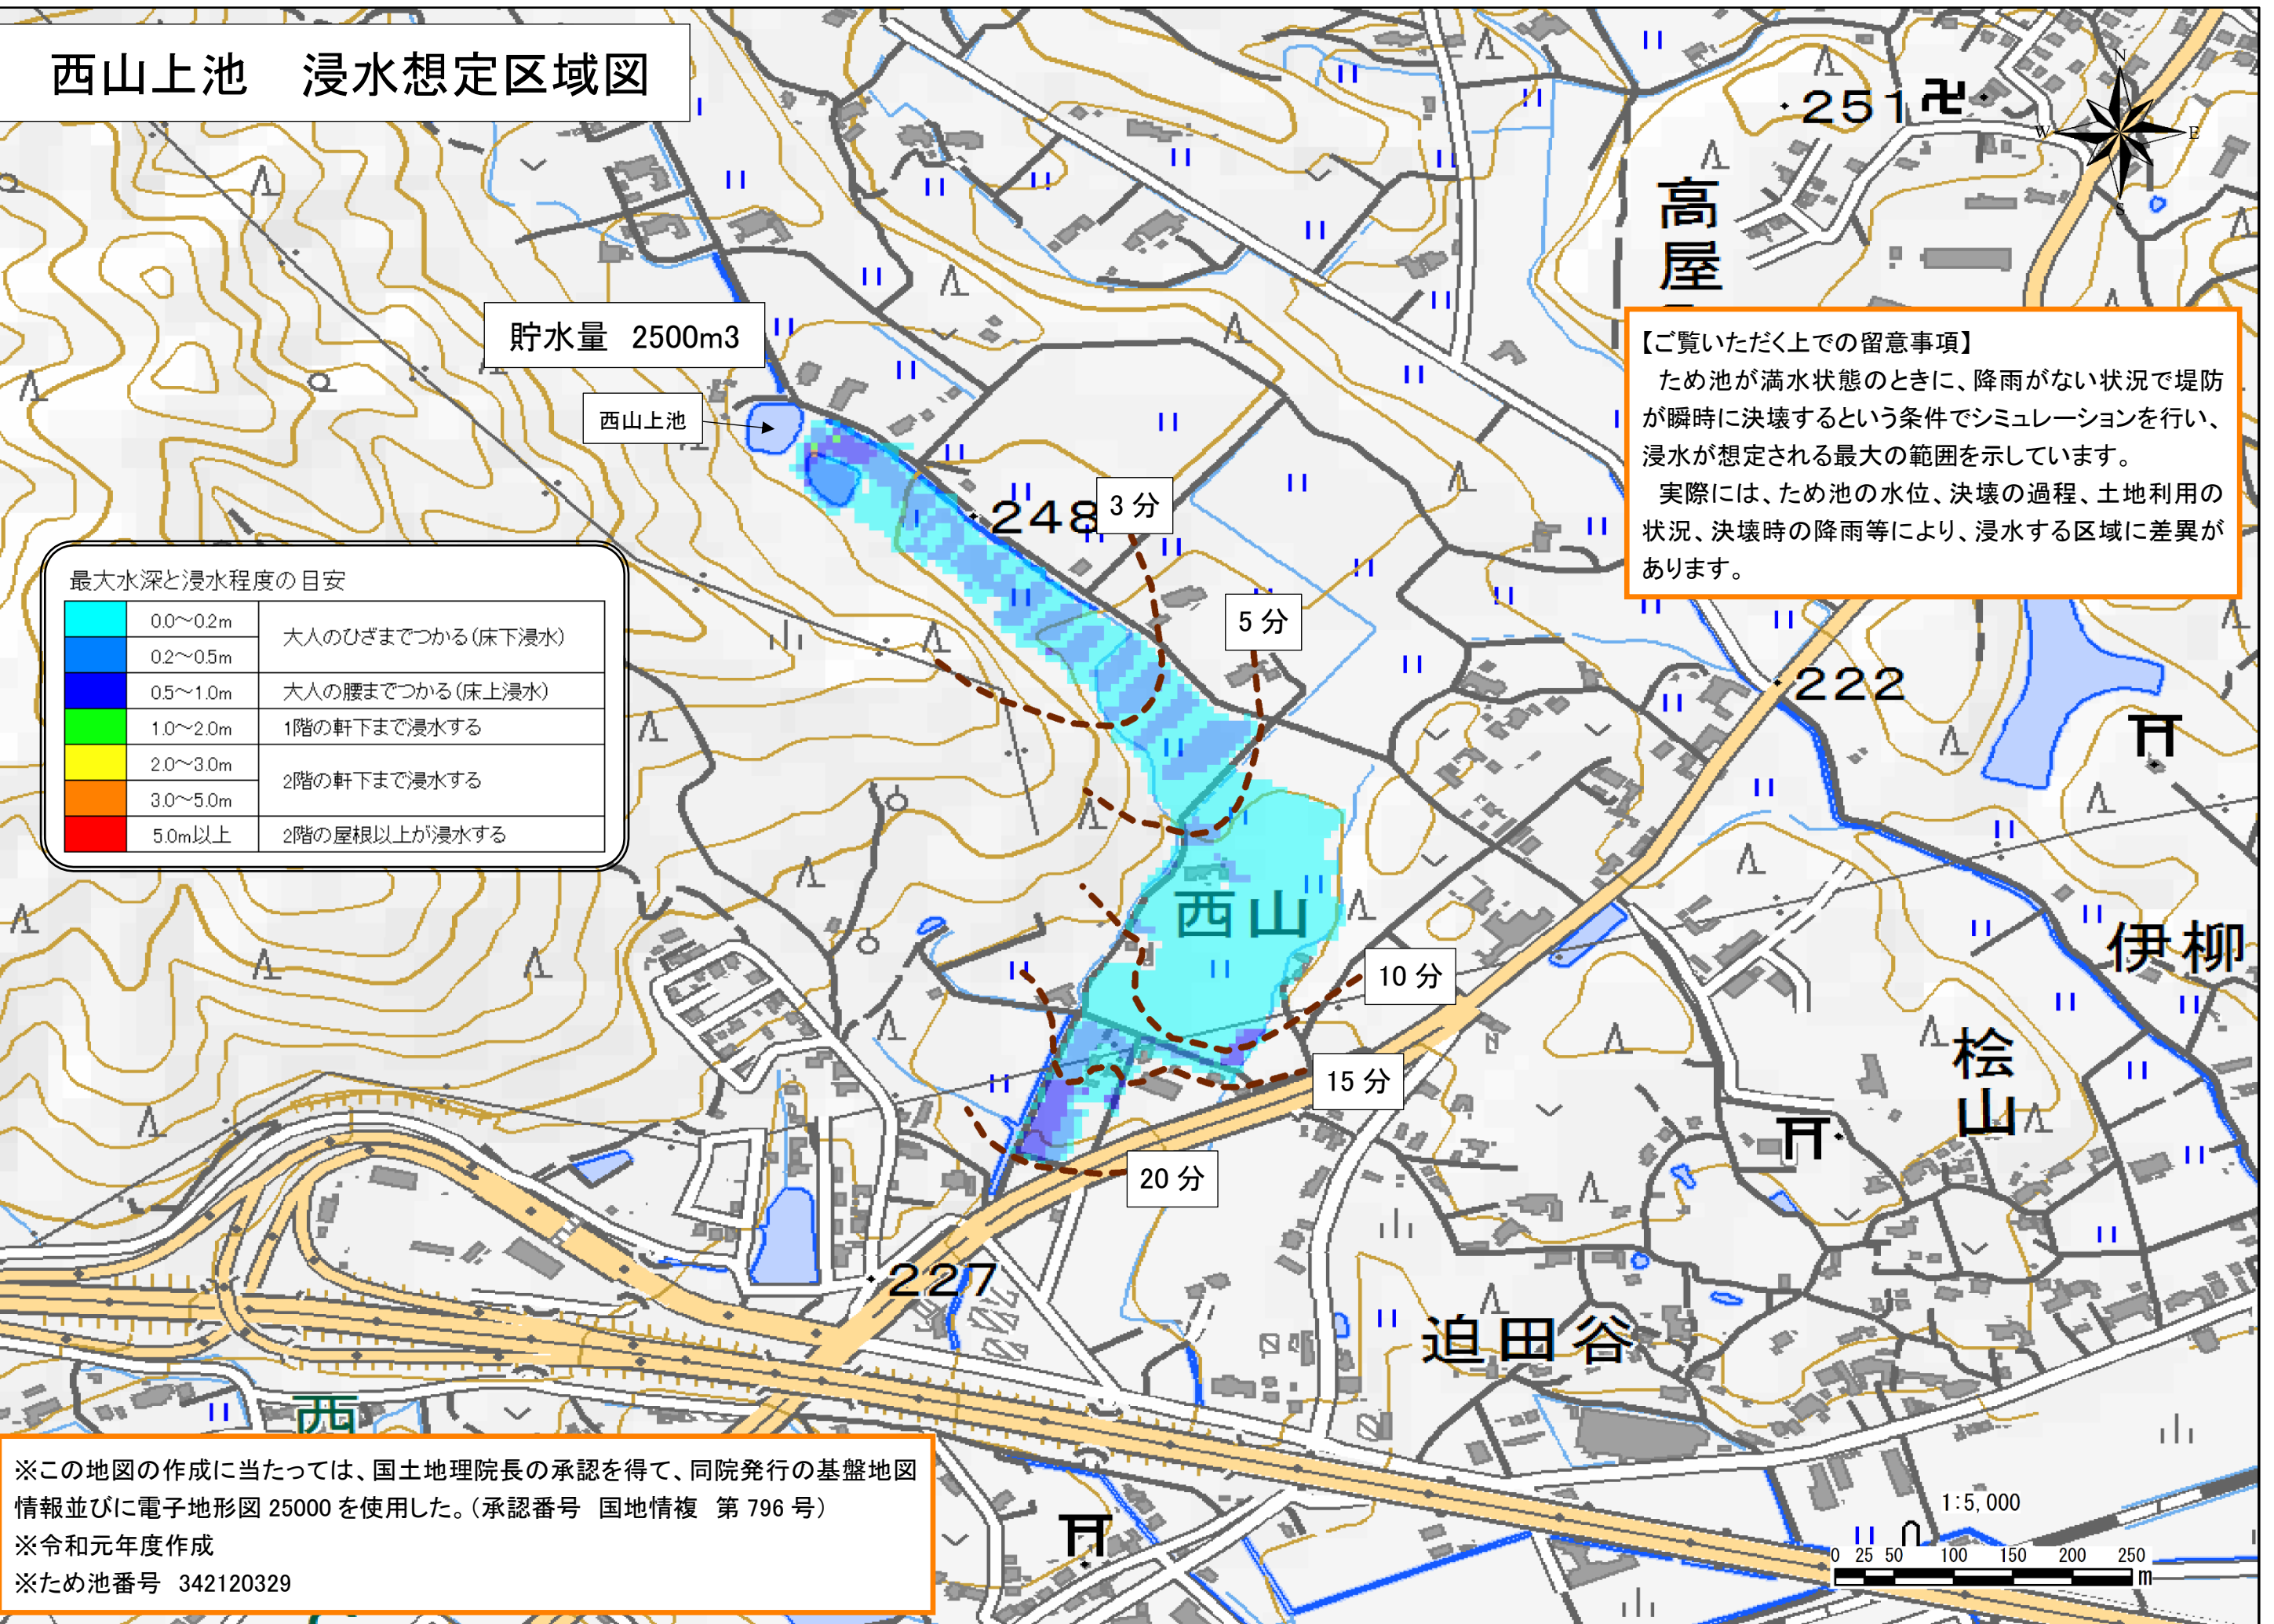 西山上池　浸水想定区域図
251
N
W
E
S
高屋
貯水量　2500m3
西山上池
【ご覧いただく上での留意事項】
　ため池が満水状態のときに、降雨がない状況で堤防
が瞬時に決壊するという条件でシミュレーションを行い、
浸水が想定される最大の範囲を示しています。
　実際には、ため池の水位、決壊の過程、土地利用の
状況、決壊時の降雨等により、浸水する区域に差異が
あります。
248
3分
5分
最大水深と浸水程度の目安
0.0～0.2m
0.2～0.5m
大人のひざまでつかる(床下浸水)
0.5～1.0m 大人の腰までつかる(床上浸水)
1.0～2.0m 1階の軒下まで浸水する
2.0～3.0m
3.0～5.0m
2階の軒下まで浸水する
5.0m以上 2階の屋根以上が浸水する
222
西山
伊柳
10分
桧山
15分
20分
227
迫田谷
西
※この地図の作成に当たっては、国土地理院長の承認を得て、同院発行の基盤地図
情報並びに電子地形図25000を使用した。（承認番号　国地情複　第796号）
※令和元年度作成
※ため池番号　342120329
1:5,000
0 25 50 100 150 200 250
m